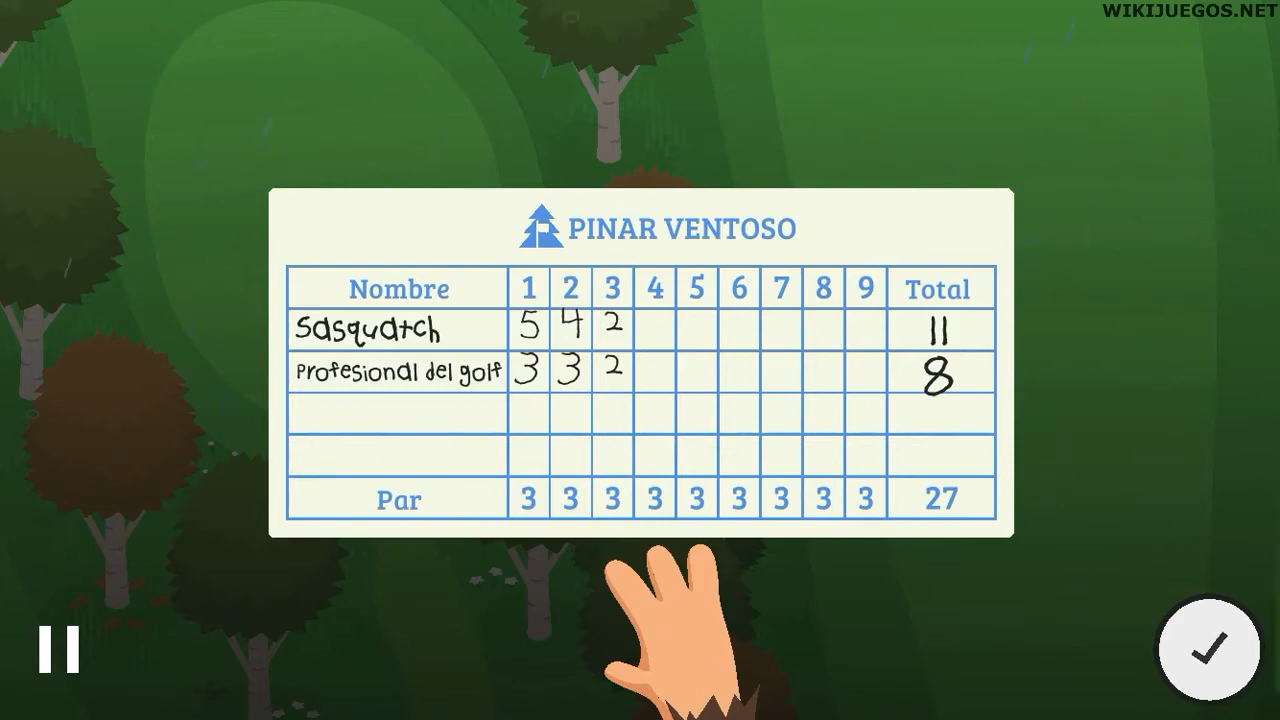 WIKIJUEGOS.NET
PINAR VENTOSO
Nombre 1 2 3 4 5 6 7 8 9 Total
Sasquatch 5 4 2 11
Profesional del golf 3 3 2 8
Par 3 3 3 3 3 3 3 3 3 27